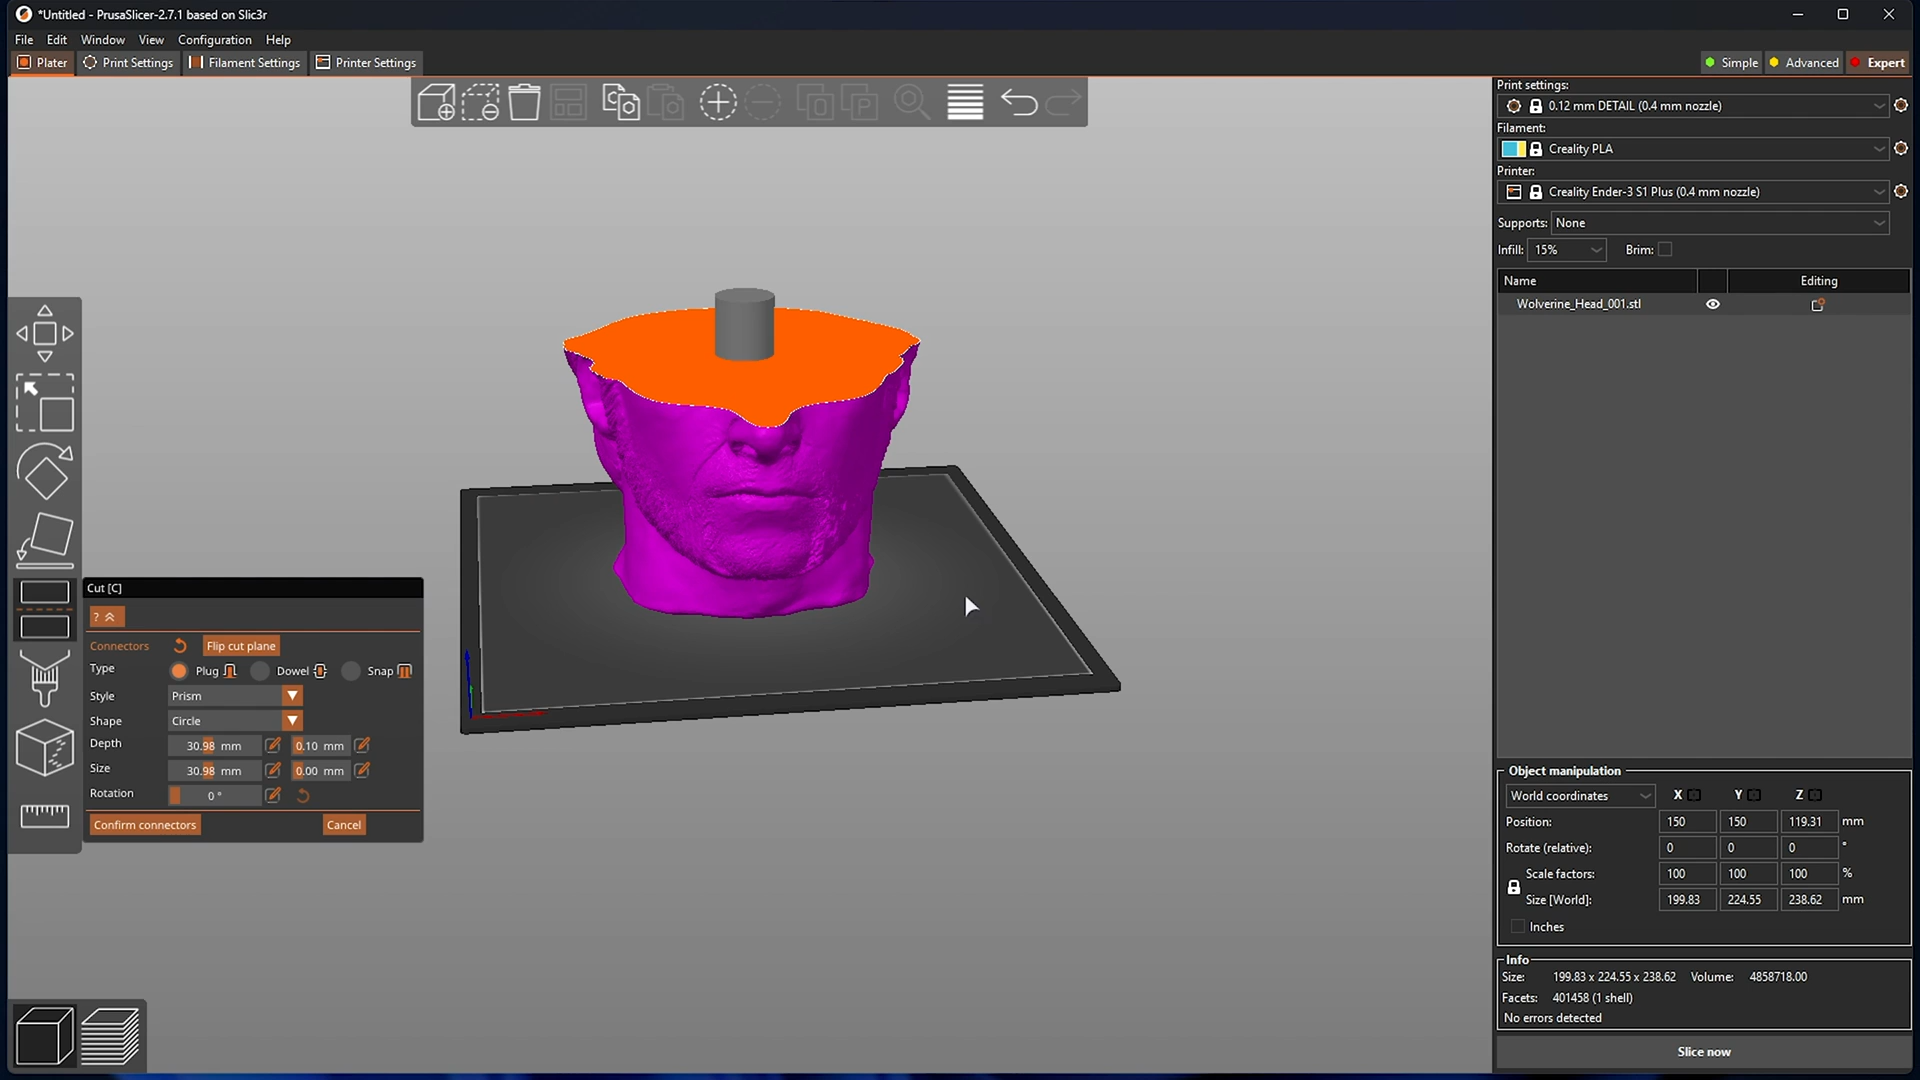 *Untitled - PrusaSlicer-2.7.1 based on Slic3r
File Edit Window View Configuration Help
Plater Print Settings Filament Settings Printer Settings Simple Advanced Expert
Print settings:
0.12 mm DETAIL (0.4 mm nozzle)
Filament:
Creality PLA
Printer:
Creality Ender-3 S1 Plus (0.4 mm nozzle)
Supports: None
Infill: 15% Brim:
Name Editing
Wolverine_Head_001.stl
Cut [C]
?
Connectors Flip cut plane
Type Plug Dowel Snap
Style Prism
Shape Circle
Depth 30.98 mm 0.10 mm
Size 30.98 mm 0.00 mm
Rotation 0 °
Confirm connectors Cancel
Object manipulation
World coordinates X Y Z
Position: 150 150 119.31 mm
Rotate (relative): 0 0 0 °
Scale factors: 100 100 100 %
Size [World]: 199.83 224.55 238.62 mm
Inches
Info
Size: 199.83 x 224.55 x 238.62 Volume: 4858718.00
Facets: 401458 (1 shell)
No errors detected
Slice now